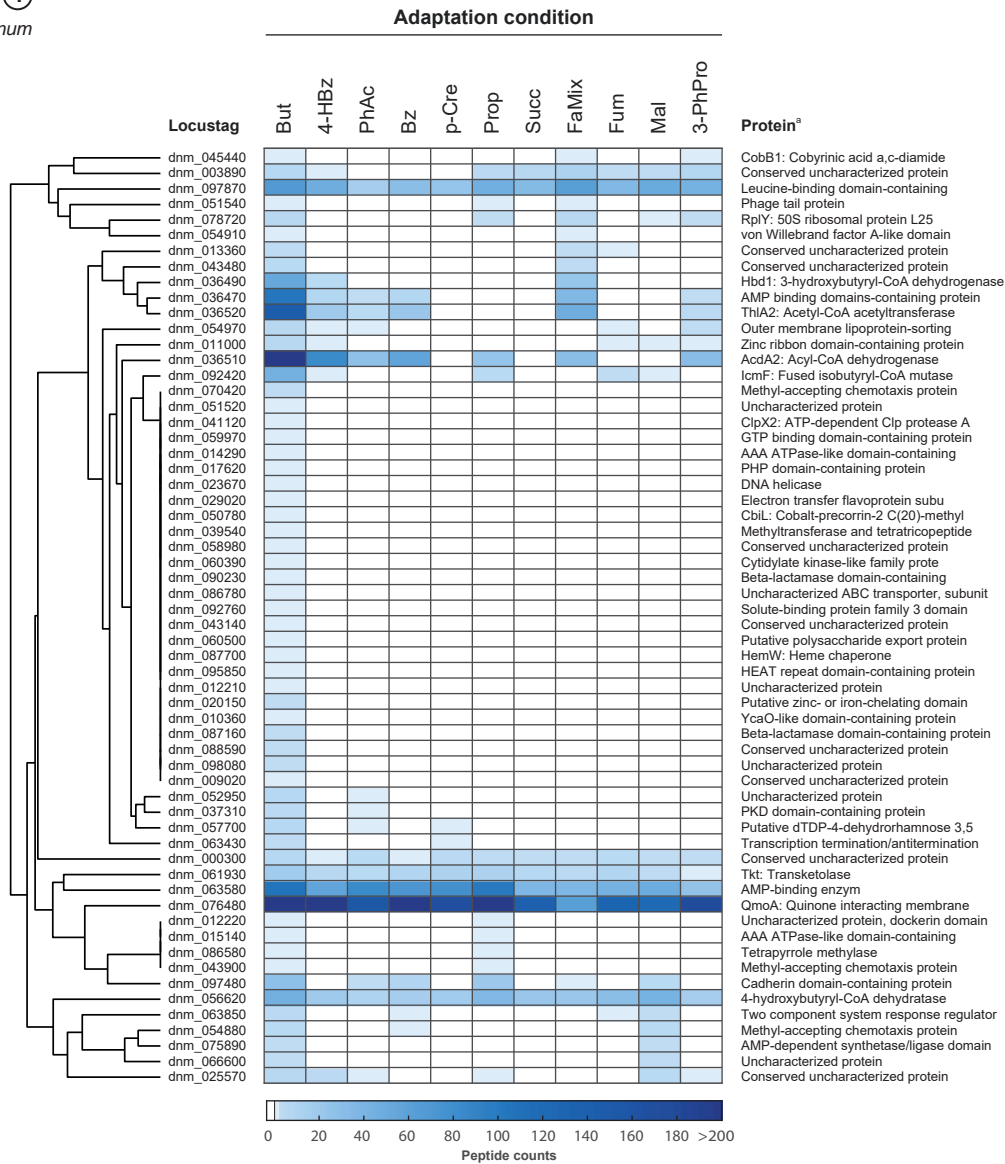 num
Adaptation condition
Locustag But 4-HBz PhAc Bz p-Cre Prop Succ FaMix Fum Mal 3-PhPro Proteinᵃ
dnm_045440 CobB1: Cobyrinic acid a,c-diamide
dnm_003890 Conserved uncharacterized protein
dnm_097870 Leucine-binding domain-containing
dnm_051540 Phage tail protein
dnm_078720 RplY: 50S ribosomal protein L25
dnm_054910 von Willebrand factor A-like domain
dnm_013360 Conserved uncharacterized protein
dnm_043480 Conserved uncharacterized protein
dnm_036490 Hbd1: 3-hydroxybutyryl-CoA dehydrogenase
dnm_036470 AMP binding domains-containing protein
dnm_036520 ThlA2: Acetyl-CoA acetyltransferase
dnm_054970 Outer membrane lipoprotein-sorting
dnm_011000 Zinc ribbon domain-containing protein
dnm_036510 AcdA2: Acyl-CoA dehydrogenase
dnm_092420 IcmF: Fused isobutyryl-CoA mutase
dnm_070420 Methyl-accepting chemotaxis protein
dnm_051520 Uncharacterized protein
dnm_041120 ClpX2: ATP-dependent Clp protease A
dnm_059970 GTP binding domain-containing protein
dnm_014290 AAA ATPase-like domain-containing
dnm_017620 PHP domain-containing protein
dnm_023670 DNA helicase
dnm_029020 Electron transfer flavoprotein subu
dnm_050780 CbiL: Cobalt-precorrin-2 C(20)-methyl
dnm_039540 Methyltransferase and tetratricopeptide
dnm_058980 Conserved uncharacterized protein
dnm_060390 Cytidylate kinase-like family prote
dnm_090230 Beta-lactamase domain-containing
dnm_086780 Uncharacterized ABC transporter, subunit
dnm_092760 Solute-binding protein family 3 domain
dnm_043140 Conserved uncharacterized protein
dnm_060500 Putative polysaccharide export protein
dnm_087700 HemW: Heme chaperone
dnm_095850 HEAT repeat domain-containing protein
dnm_012210 Uncharacterized protein
dnm_020150 Putative zinc- or iron-chelating domain
dnm_010360 YcaO-like domain-containing protein
dnm_087160 Beta-lactamase domain-containing protein
dnm_088590 Conserved uncharacterized protein
dnm_098080 Uncharacterized protein
dnm_009020 Conserved uncharacterized protein
dnm_052950 Uncharacterized protein
dnm_037310 PKD domain-containing protein
dnm_057700 Putative dTDP-4-dehydrorhamnose 3,5
dnm_063430 Transcription termination/antitermination
dnm_000300 Conserved uncharacterized protein
dnm_061930 Tkt: Transketolase
dnm_063580 AMP-binding enzym
dnm_076480 QmoA: Quinone interacting membrane
dnm_012220 Uncharacterized protein, dockerin domain
dnm_015140 AAA ATPase-like domain-containing
dnm_086580 Tetrapyrrole methylase
dnm_043900 Methyl-accepting chemotaxis protein
dnm_097480 Cadherin domain-containing protein
dnm_056620 4-hydroxybutyryl-CoA dehydratase
dnm_063850 Two component system response regulator
dnm_054880 Methyl-accepting chemotaxis protein
dnm_075890 AMP-dependent synthetase/ligase domain
dnm_066600 Uncharacterized protein
dnm_025570 Conserved uncharacterized protein
0 20 40 60 80 100 120 140 160 180 >200
Peptide counts